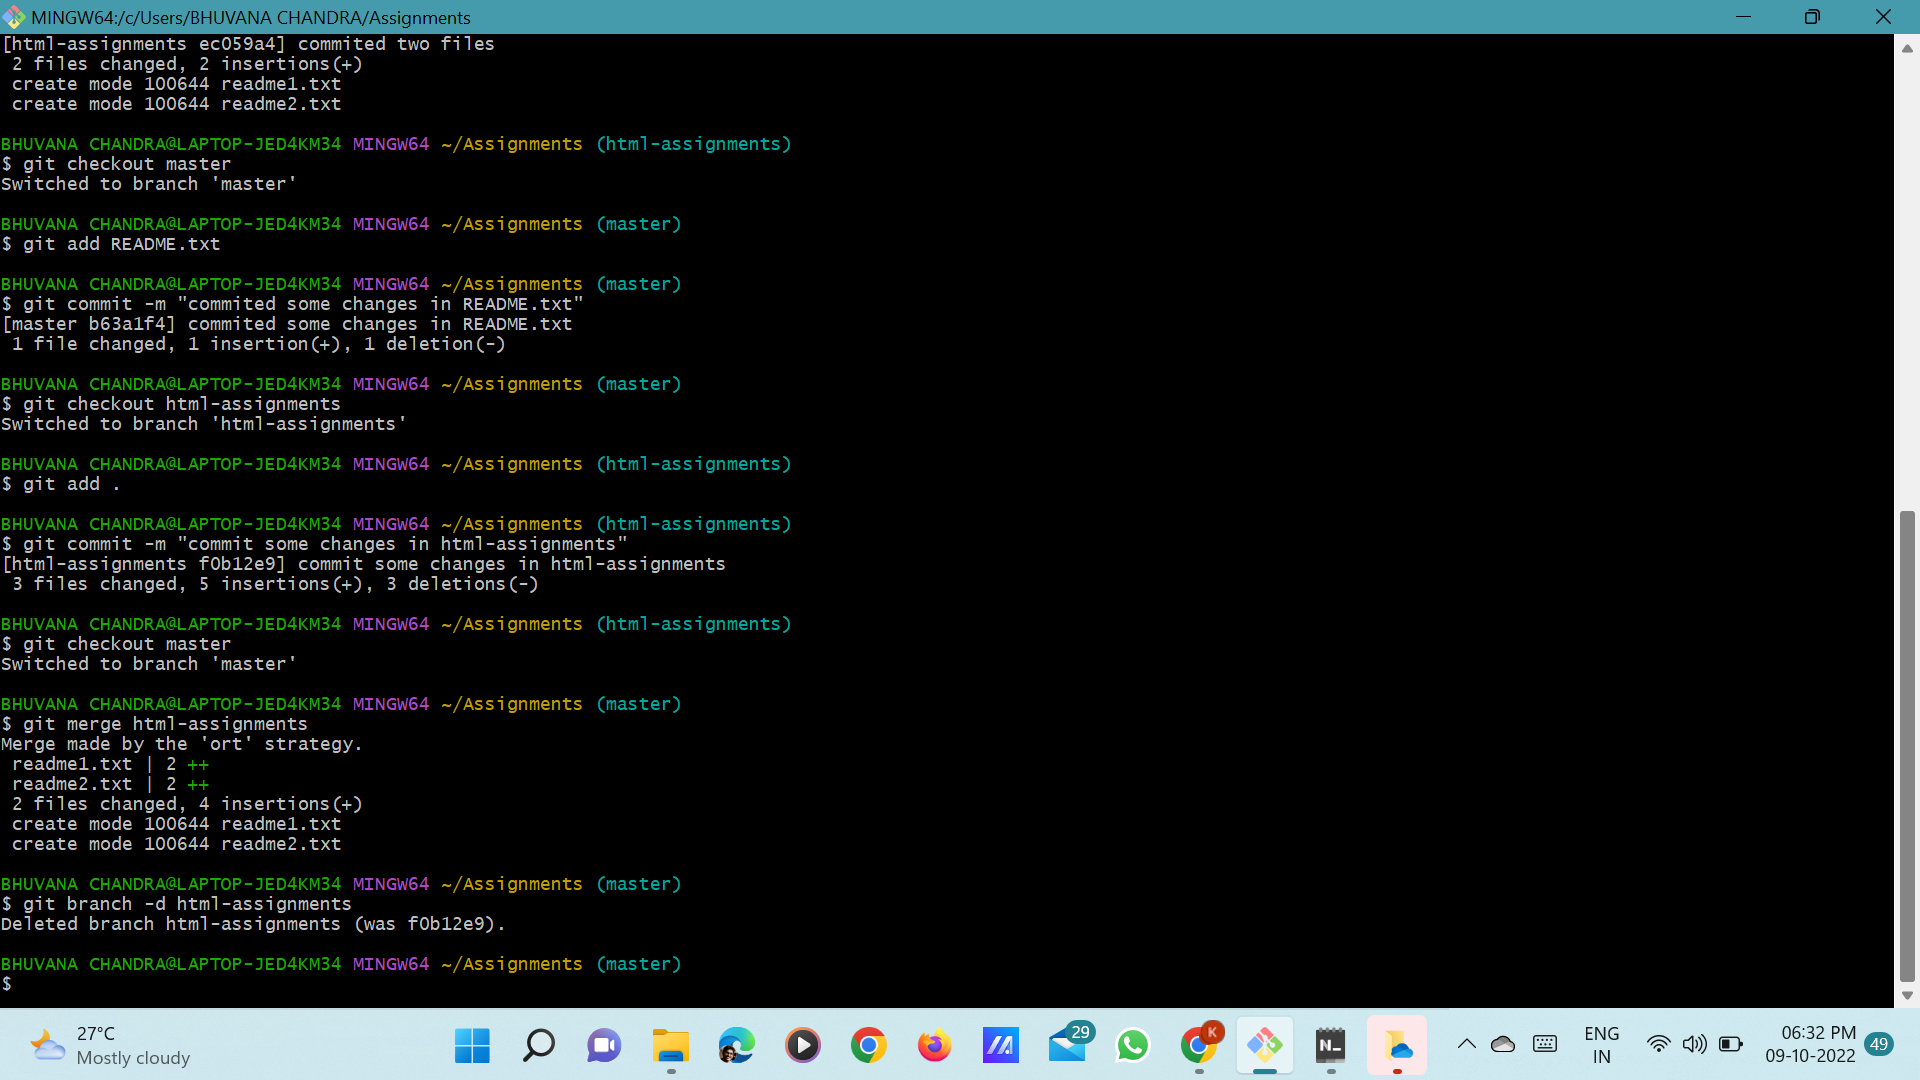 MINGW64:/c/Users/BHUVANA CHANDRA/Assignments
[html-assignments ec059a4] commited two files
 2 files changed, 2 insertions(+)
 create mode 100644 readme1.txt
 create mode 100644 readme2.txt
BHUVANA CHANDRA@LAPTOP-JED4KM34 MINGW64 ~/Assignments (html-assignments)
$ git checkout master
Switched to branch 'master'
BHUVANA CHANDRA@LAPTOP-JED4KM34 MINGW64 ~/Assignments (master)
$ git add README.txt
BHUVANA CHANDRA@LAPTOP-JED4KM34 MINGW64 ~/Assignments (master)
$ git commit -m "commited some changes in README.txt"
[master b63a1f4] commited some changes in README.txt
 1 file changed, 1 insertion(+), 1 deletion(-)
BHUVANA CHANDRA@LAPTOP-JED4KM34 MINGW64 ~/Assignments (master)
$ git checkout html-assignments
Switched to branch 'html-assignments'
BHUVANA CHANDRA@LAPTOP-JED4KM34 MINGW64 ~/Assignments (html-assignments)
$ git add .
BHUVANA CHANDRA@LAPTOP-JED4KM34 MINGW64 ~/Assignments (html-assignments)
$ git commit -m "commit some changes in html-assignments"
[html-assignments f0b12e9] commit some changes in html-assignments
 3 files changed, 5 insertions(+), 3 deletions(-)
BHUVANA CHANDRA@LAPTOP-JED4KM34 MINGW64 ~/Assignments (html-assignments)
$ git checkout master
Switched to branch 'master'
BHUVANA CHANDRA@LAPTOP-JED4KM34 MINGW64 ~/Assignments (master)
$ git merge html-assignments
Merge made by the 'ort' strategy.
 readme1.txt | 2 ++
 readme2.txt | 2 ++
 2 files changed, 4 insertions(+)
 create mode 100644 readme1.txt
 create mode 100644 readme2.txt
BHUVANA CHANDRA@LAPTOP-JED4KM34 MINGW64 ~/Assignments (master)
$ git branch -d html-assignments
Deleted branch html-assignments (was f0b12e9).
BHUVANA CHANDRA@LAPTOP-JED4KM34 MINGW64 ~/Assignments (master)
$
27°C
Mostly cloudy
29
K
N_
ENG
IN
06:32 PM
09-10-2022
49